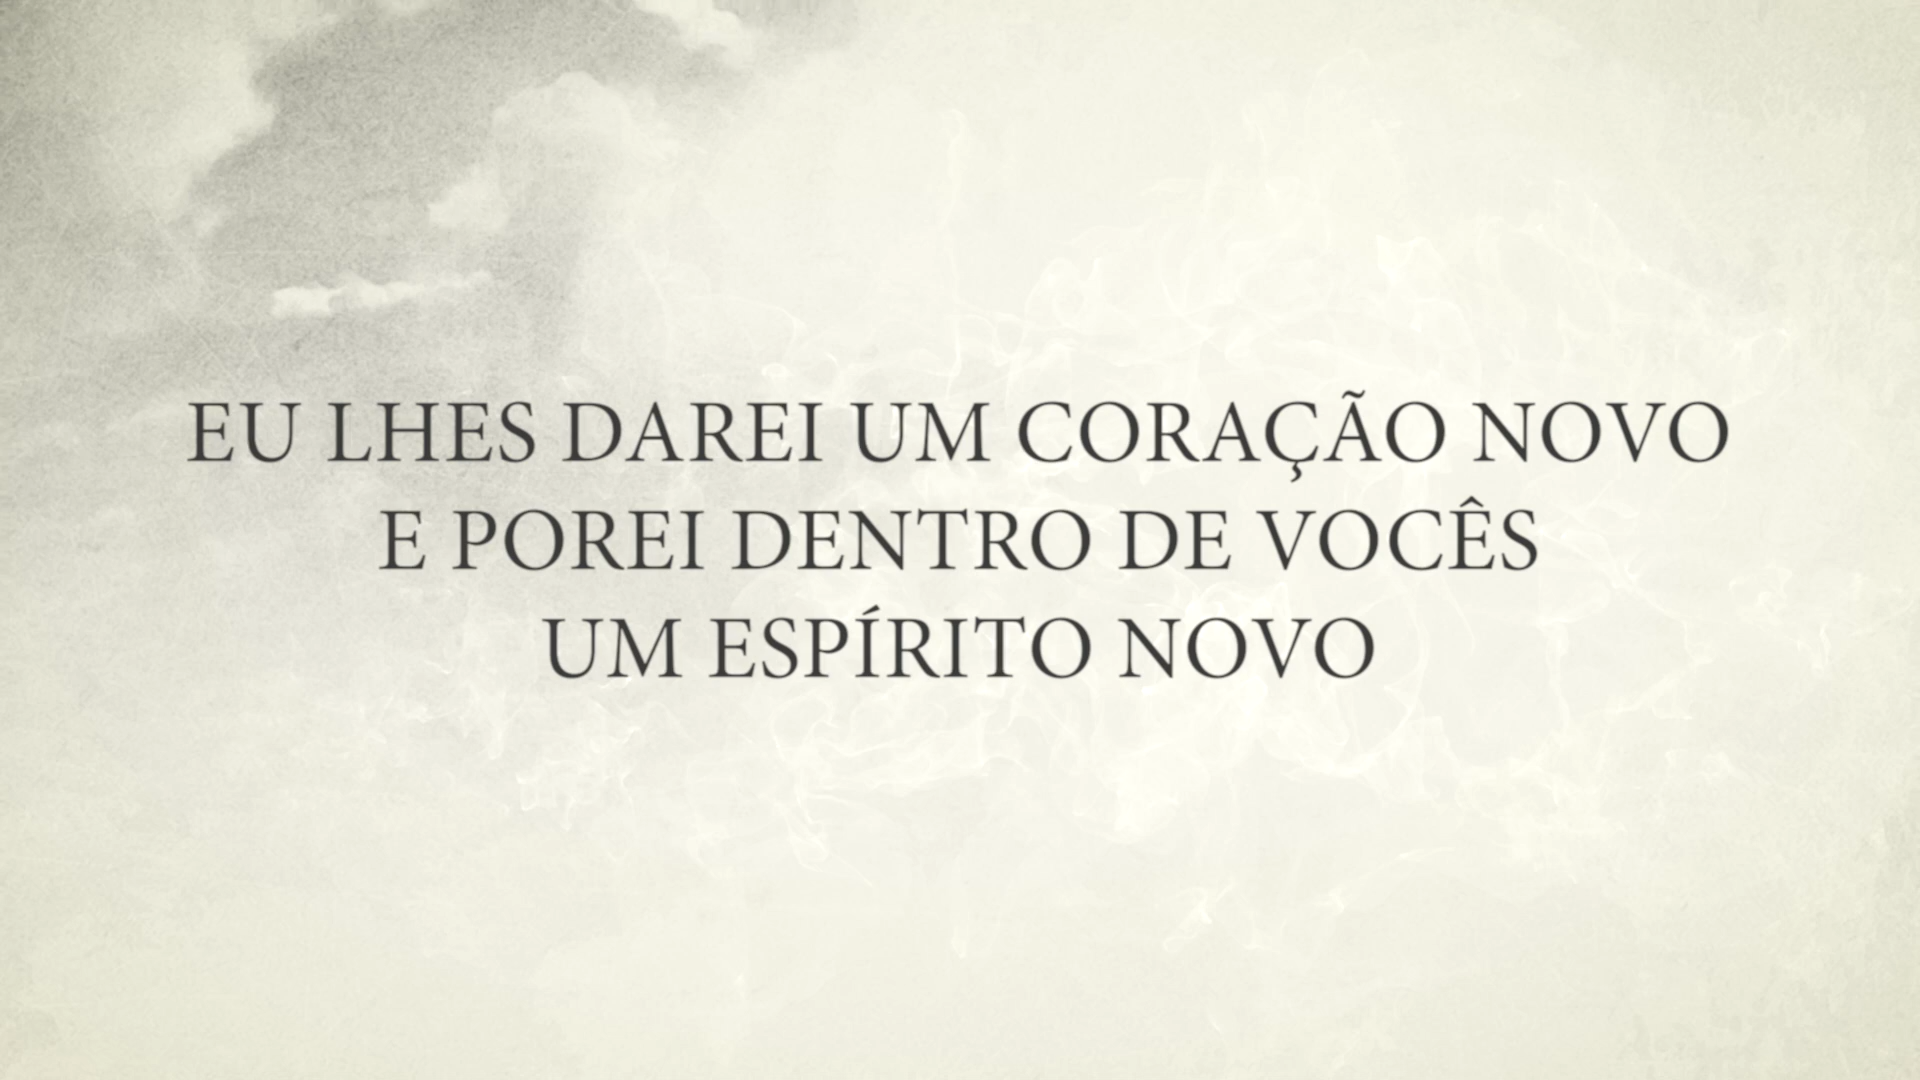 EU LHES DAREI UM CORAÇÃO NOVO
E POREI DENTRO DE VOCÊS
UM ESPÍRITO NOVO